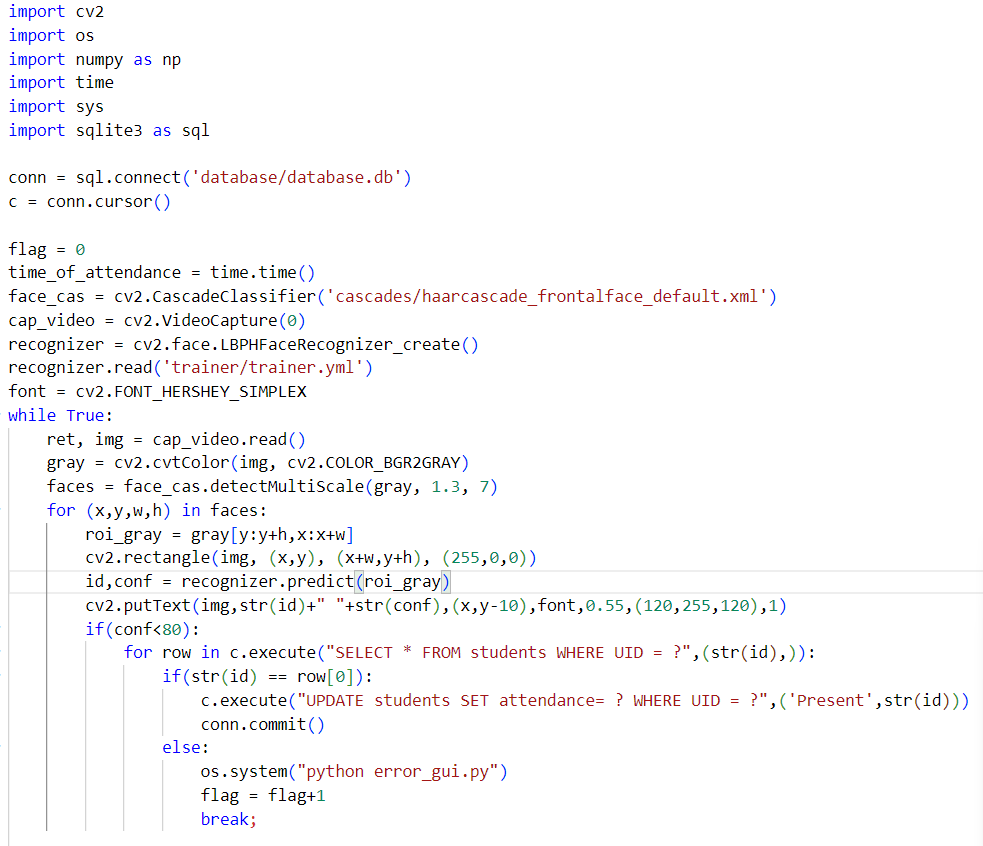 import cv2
import os
import numpy as np
import time
import sys
import sqlite3 as sql

conn = sql.connect('database/database.db')
c = conn.cursor()

flag = 0
time_of_attendance = time.time()
face_cas = cv2.CascadeClassifier('cascades/haarcascade_frontalface_default.xml')
cap_video = cv2.VideoCapture(0)
recognizer = cv2.face.LBPHFaceRecognizer_create()
recognizer.read('trainer/trainer.yml')
font = cv2.FONT_HERSHEY_SIMPLEX
while True:
    ret, img = cap_video.read()
    gray = cv2.cvtColor(img, cv2.COLOR_BGR2GRAY)
    faces = face_cas.detectMultiScale(gray, 1.3, 7)
    for (x,y,w,h) in faces:
        roi_gray = gray[y:y+h,x:x+w]
        cv2.rectangle(img, (x,y), (x+w,y+h), (255,0,0))
        id,conf = recognizer.predict(roi_gray)
        cv2.putText(img,str(id)+" "+str(conf),(x,y-10),font,0.55,(120,255,120),1)
        if(conf<80):
            for row in c.execute("SELECT * FROM students WHERE UID = ?",(str(id),)):
                if(str(id) == row[0]):
                    c.execute("UPDATE students SET attendance= ? WHERE UID = ?",('Present',str(id)))
                    conn.commit()
                else:
                    os.system("python error_gui.py")
                    flag = flag+1
                    break;